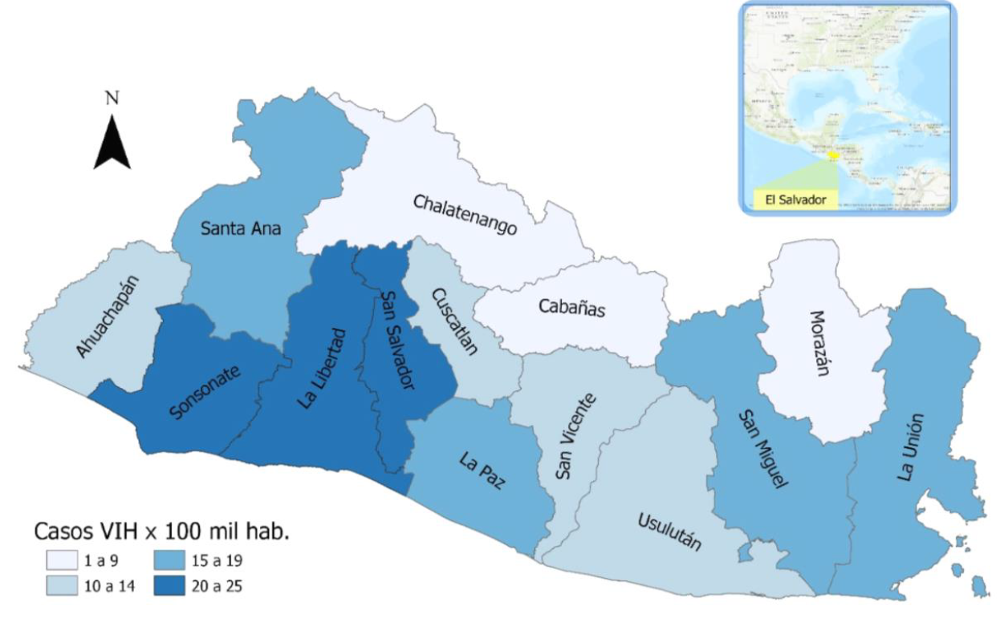 N
El Salvador
Chalatenango
Santa Ana
Ahuachapán
Cuscatlan
Cabañas
San Salvador
Morazán
La Libertad
Sonsonate
San Vicente
San Miguel
La Unión
La Paz
Usulután
Casos VIH x 100 mil hab.
1 a 9
15 a 19
10 a 14
20 a 25